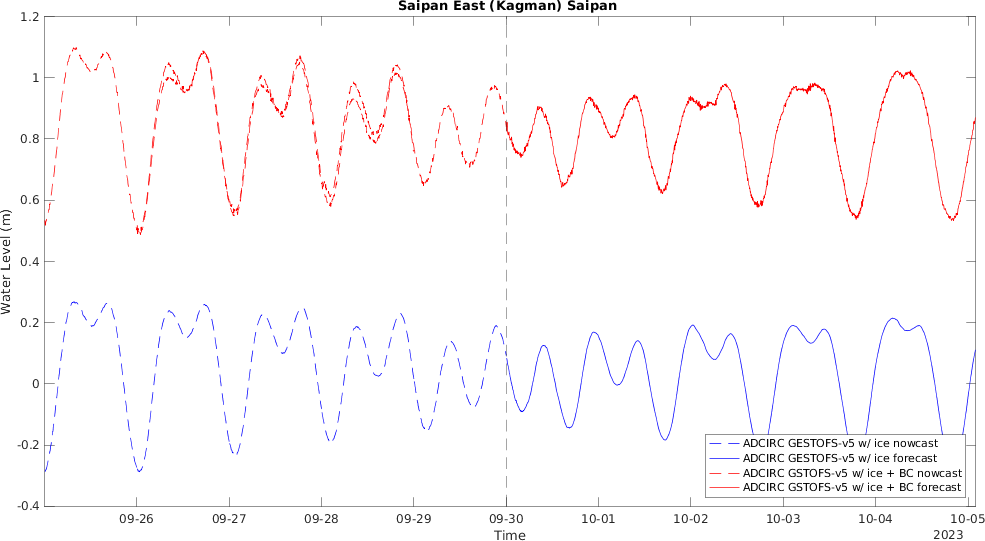 Saipan East (Kagman) Saipan
1.2
1
0.8
0.6
0.4
0.2
0
-0.2
-0.4
Water Level (m)
ADCIRC GESTOFS-v5 w/ ice nowcast
ADCIRC GESTOFS-v5 w/ ice forecast
ADCIRC GSTOFS-v5 w/ ice + BC nowcast
ADCIRC GSTOFS-v5 w/ ice + BC forecast
09-26 09-27 09-28 09-29 09-30 10-01 10-02 10-03 10-04 10-05
Time
2023